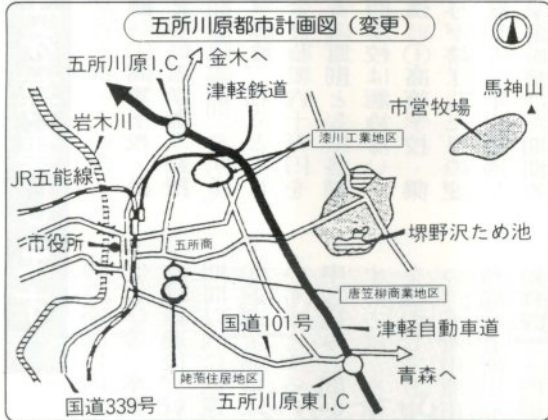 五所川原都市計画図(変更)
五所川原I.C
金木へ
津軽鉄道
岩木川
馬神山
市営牧場
漆川工業地区
JR五能線
市役所
五所商
堺野沢ため池
唐笠柳商業地区
国道101号
津軽自動車道
姥萢住居地区
青森へ
国道339号
五所川原東I.C